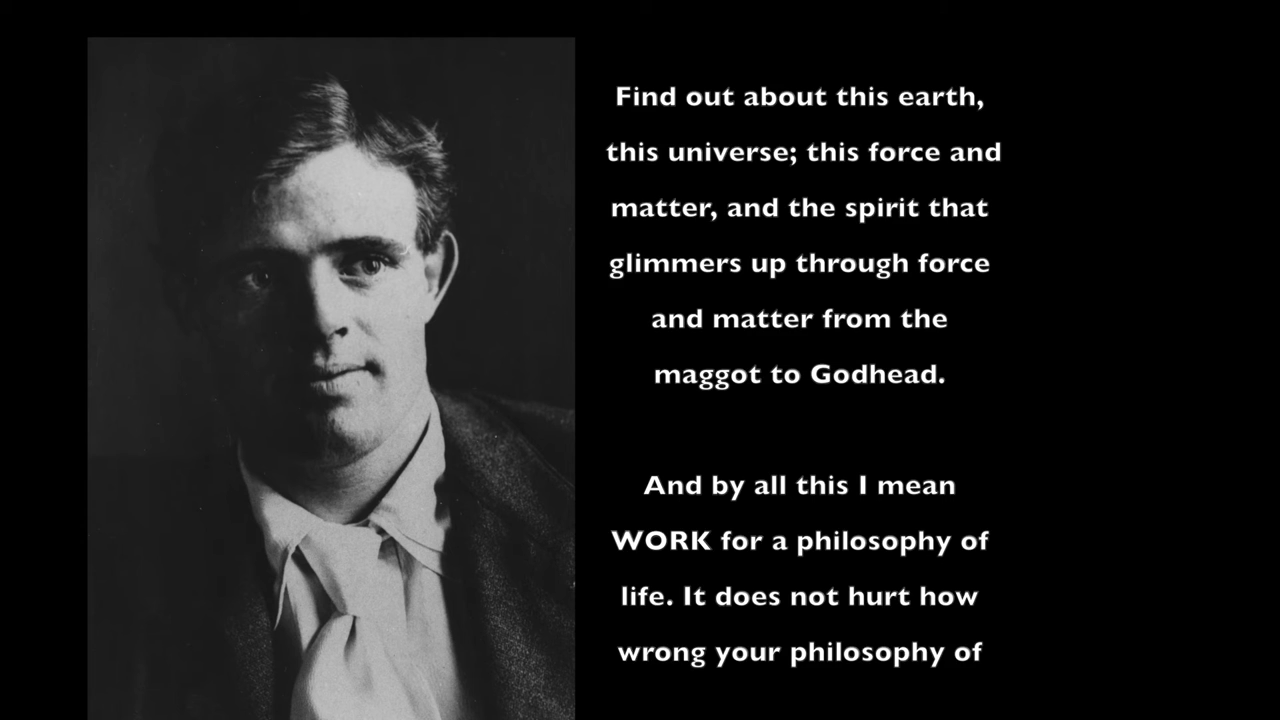 Find out about this earth,
this universe; this force and
matter, and the spirit that
glimmers up through force
and matter from the
maggot to Godhead.
And by all this I mean
WORK for a philosophy of
life. It does not hurt how
wrong your philosophy of